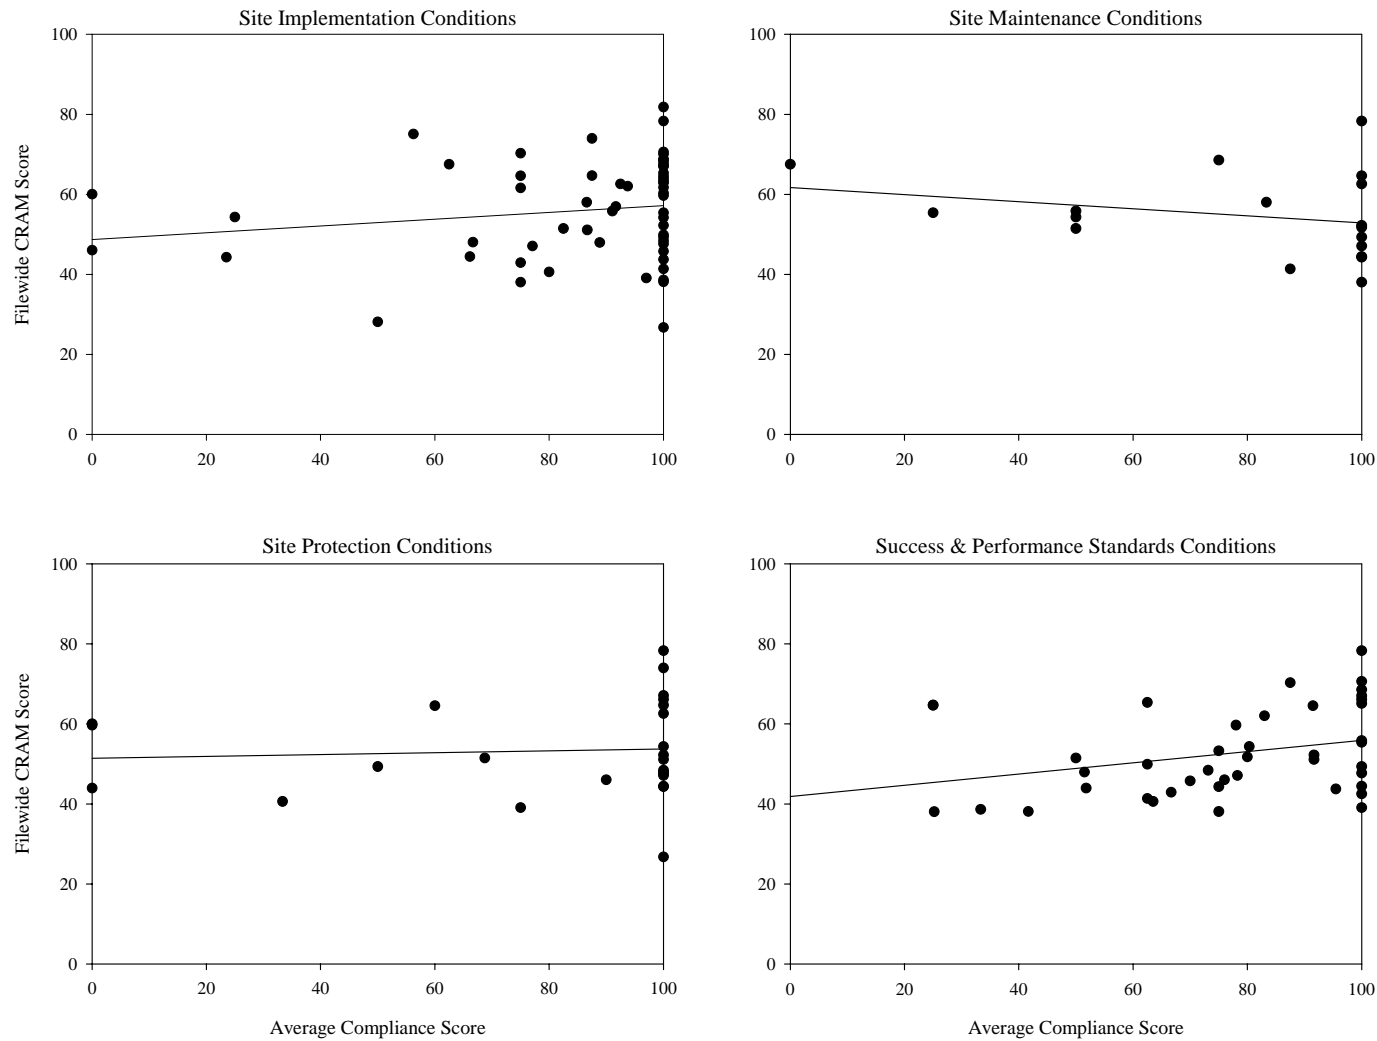 Site Implementation Conditions
Filewide CRAM Score
100
80
60
40
20
0
0 20 40 60 80 100
Site Maintenance Conditions
100
80
60
40
20
0
0 20 40 60 80 100
Site Protection Conditions
Filewide CRAM Score
100
80
60
40
20
0
0 20 40 60 80 100
Average Compliance Score
Success & Performance Standards Conditions
100
80
60
40
20
0
0 20 40 60 80 100
Average Compliance Score